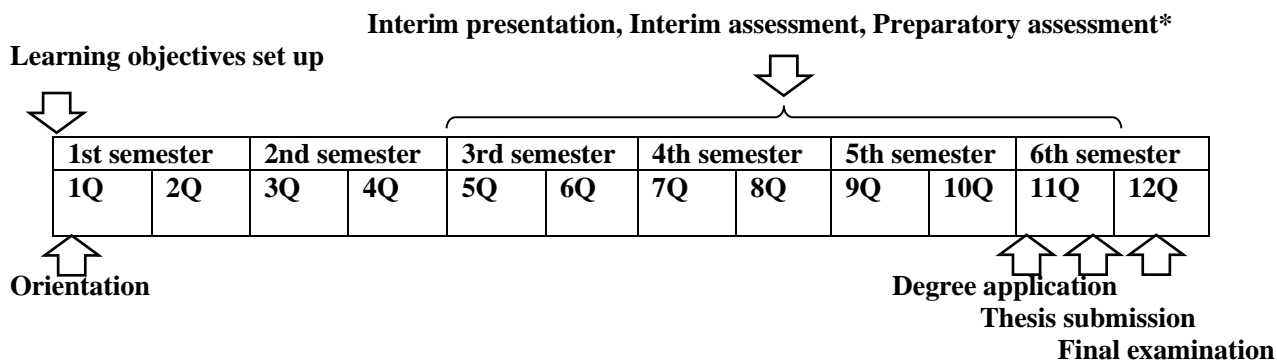 Interim presentation, Interim assessment, Preparatory assessment*
Learning objectives set up
1st semester 2nd semester 3rd semester 4th semester 5th semester 6th semester
1Q 2Q 3Q 4Q 5Q 6Q 7Q 8Q 9Q 10Q 11Q 12Q
Orientation Degree application
Thesis submission
Final examination